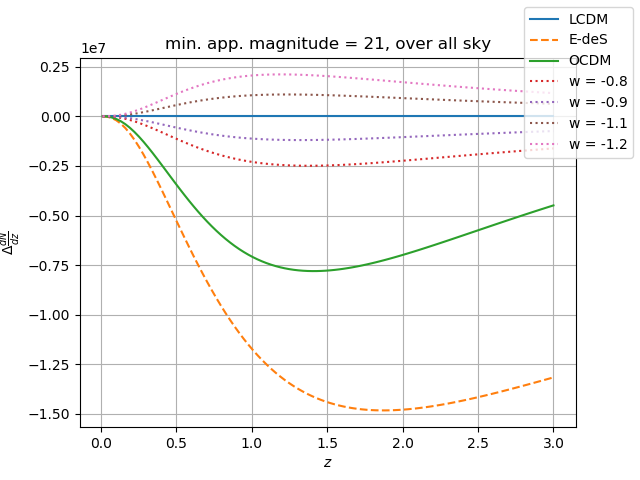 1e7
min. app. magnitude = 21, over all sky
LCDM
E-deS
OCDM
w = -0.8
w = -0.9
w = -1.1
w = -1.2
0.25
0.00
−0.25
−0.50
−0.75
−1.00
−1.25
−1.50
Δ dN/dz
0.0 0.5 1.0 1.5 2.0 2.5 3.0
z